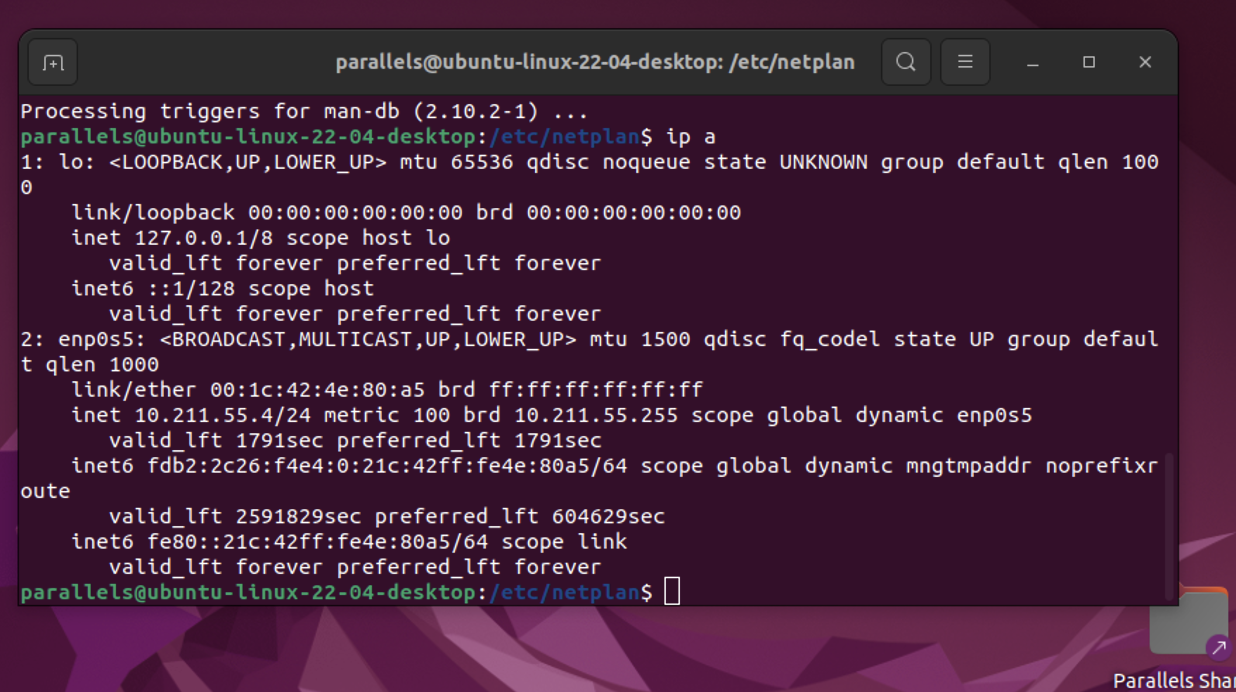 parallels@ubuntu-linux-22-04-desktop: /etc/netplan
Processing triggers for man-db (2.10.2-1) ...
parallels@ubuntu-linux-22-04-desktop:/etc/netplan$ ip a
1: lo: <LOOPBACK,UP,LOWER_UP> mtu 65536 qdisc noqueue state UNKNOWN group default qlen 100
0
    link/loopback 00:00:00:00:00:00 brd 00:00:00:00:00:00
    inet 127.0.0.1/8 scope host lo
       valid_lft forever preferred_lft forever
    inet6 ::1/128 scope host
       valid_lft forever preferred_lft forever
2: enp0s5: <BROADCAST,MULTICAST,UP,LOWER_UP> mtu 1500 qdisc fq_codel state UP group defaul
t qlen 1000
    link/ether 00:1c:42:4e:80:a5 brd ff:ff:ff:ff:ff:ff
    inet 10.211.55.4/24 metric 100 brd 10.211.55.255 scope global dynamic enp0s5
       valid_lft 1791sec preferred_lft 1791sec
    inet6 fdb2:2c26:f4e4:0:21c:42ff:fe4e:80a5/64 scope global dynamic mngtmpaddr noprefixr
oute
       valid_lft 2591829sec preferred_lft 604629sec
    inet6 fe80::21c:42ff:fe4e:80a5/64 scope link
       valid_lft forever preferred_lft forever
parallels@ubuntu-linux-22-04-desktop:/etc/netplan$
Parallels Shar